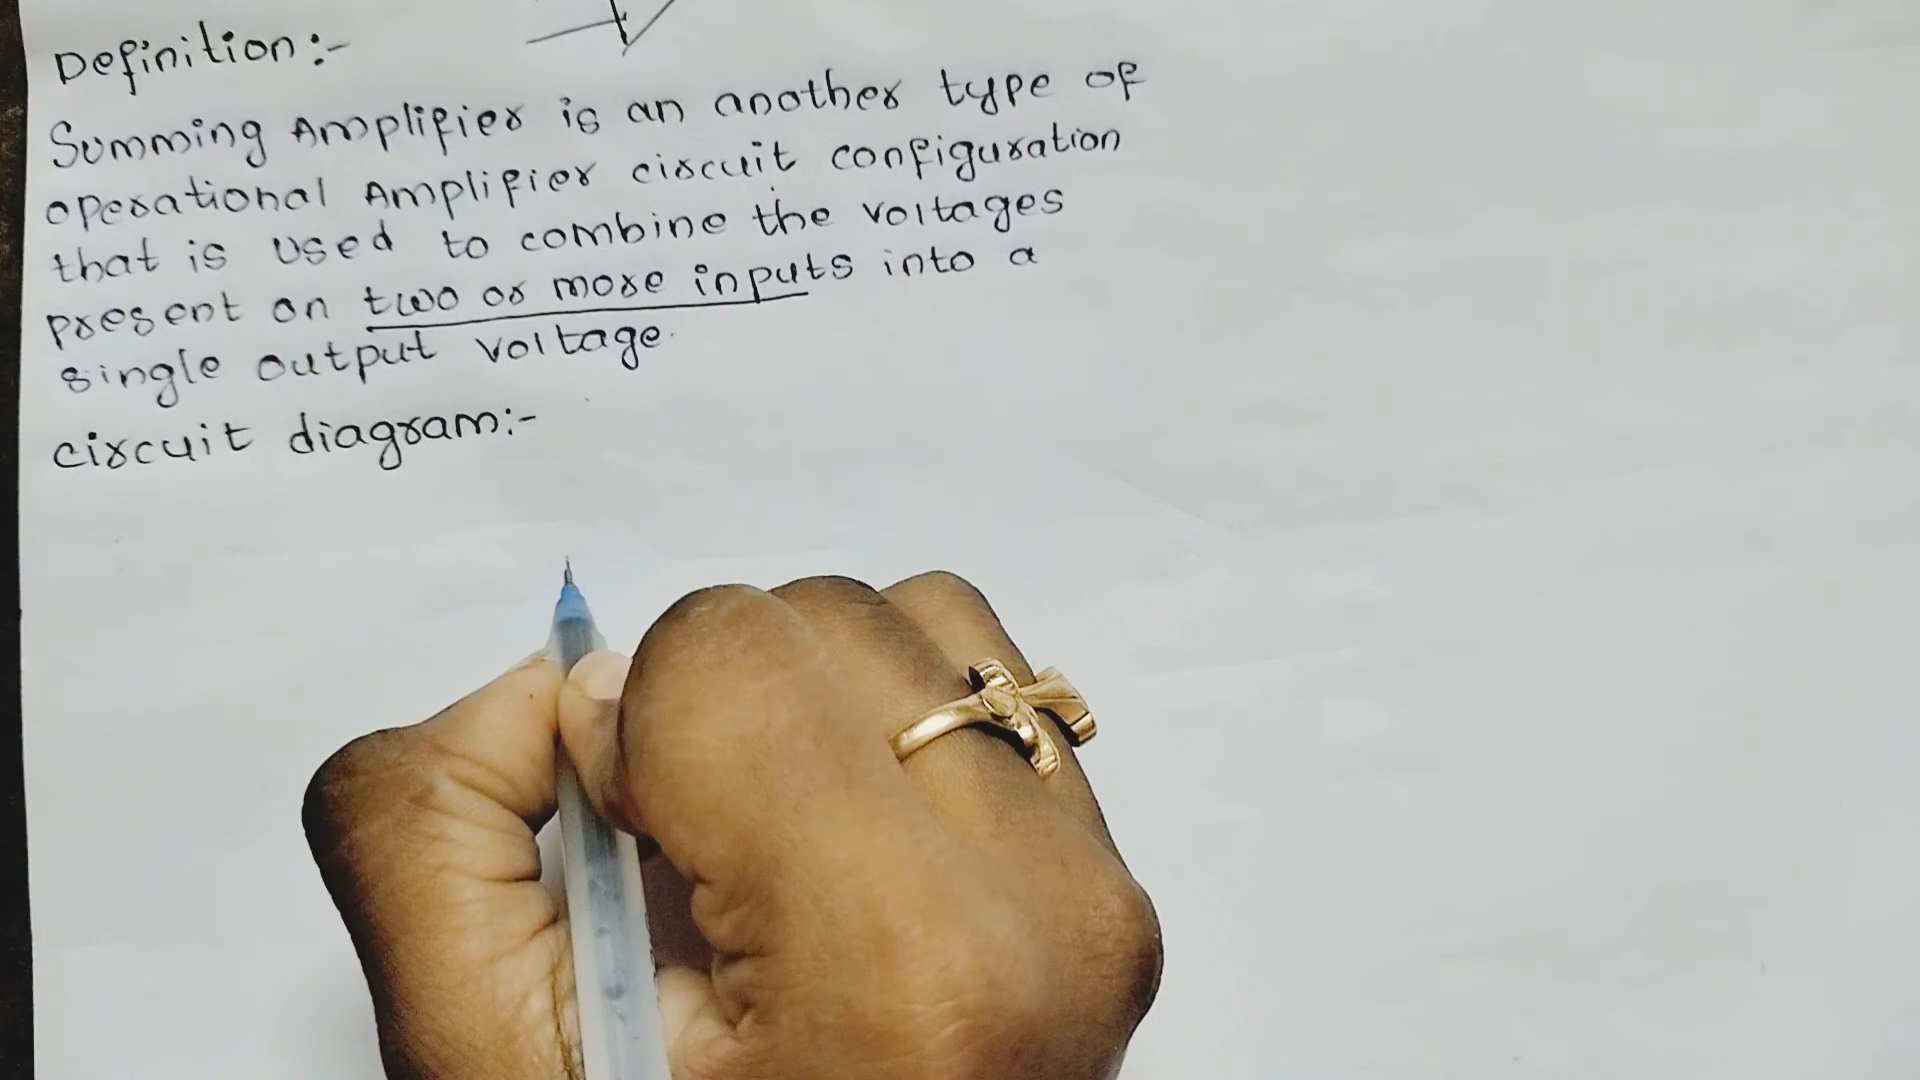 Definition:-
Summing Amplifier is an another type of
operational Amplifier circuit configuration
that is used to combine the voltages
present on two or more inputs into a
single output voltage.
circuit diagram:-